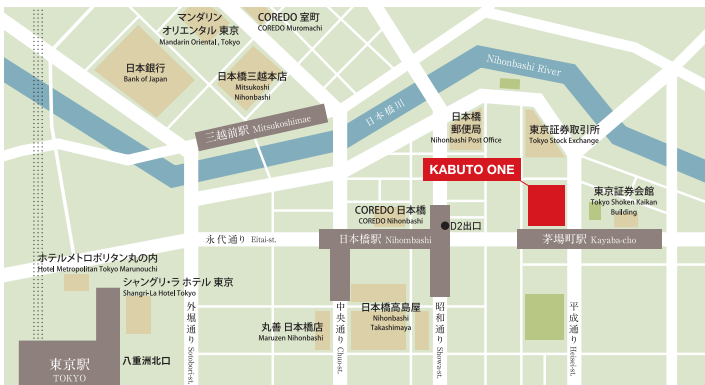 マンダリン
オリエンタル 東京
Mandarin Oriental, Tokyo
COREDO 室町
COREDO Muromachi
日本銀行
Bank of Japan
日本橋三越本店
Mitsukoshi
Nihonbashi
Nihonbashi River
三越前駅 Mitsukoshimae
日本橋川
日本橋
郵便局
Nihonbashi Post Office
東京証券取引所
Tokyo Stock Exchange
KABUTO ONE
東京証券会館
Tokyo Shoken Kaikan
Building
COREDO 日本橋
COREDO Nihonbashi
D2出口
永代通り Eitai-st.
日本橋駅 Nihombashi
茅場町駅 Kayaba-cho
ホテルメトロポリタン丸の内
Hotel Metropolitan Tokyo Marunouchi
シャングリ・ラ ホテル 東京
Shangri-La Hotel Tokyo
外堀通り Sotobori-st.
中央通り Chuo-st.
昭和通り Showa-st.
平成通り Heisei-st.
日本橋高島屋
Nihonbashi
Takashimaya
丸善 日本橋店
Maruzen Nihonbashi
東京駅
TOKYO
八重洲北口